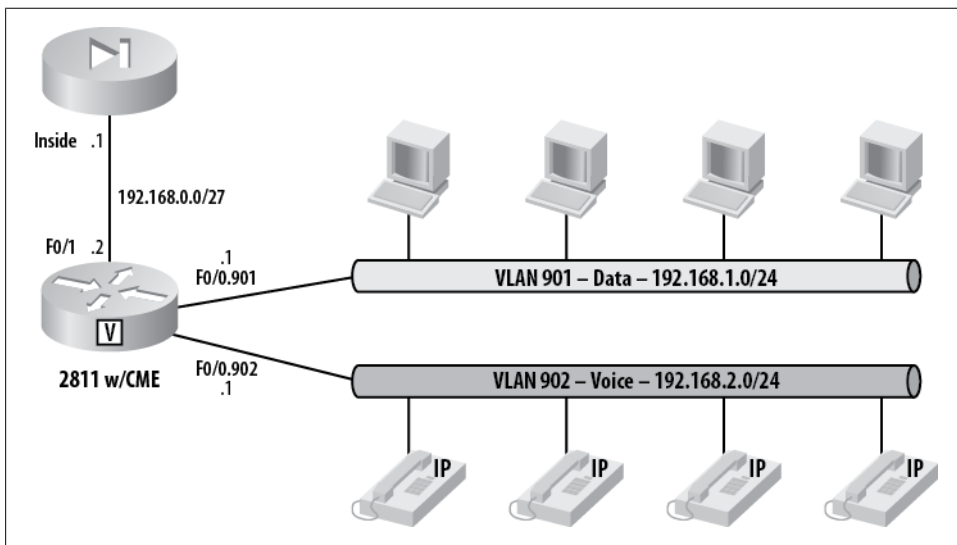 Inside .1
192.168.0.0/27
F0/1 .2
V
2811 w/CME
.1
F0/0.901
VLAN 901 – Data – 192.168.1.0/24
F0/0.902
.1
VLAN 902 – Voice – 192.168.2.0/24
IP
IP
IP
IP